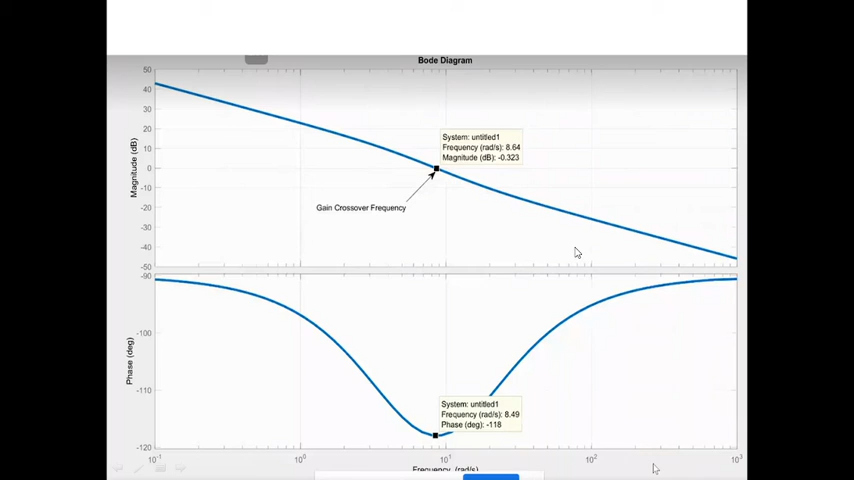 Bode Diagram
50
40
30
20
10
0
-10
-20
-30
-40
-50
Magnitude (dB)
System: untitled1
Frequency (rad/s): 8.64
Magnitude (dB): -0.323
Gain Crossover Frequency
-90
-100
-110
-120
Phase (deg)
System: untitled1
Frequency (rad/s): 8.49
Phase (deg): -118
10-1 100 101 102 103
Frequency (rad/s)